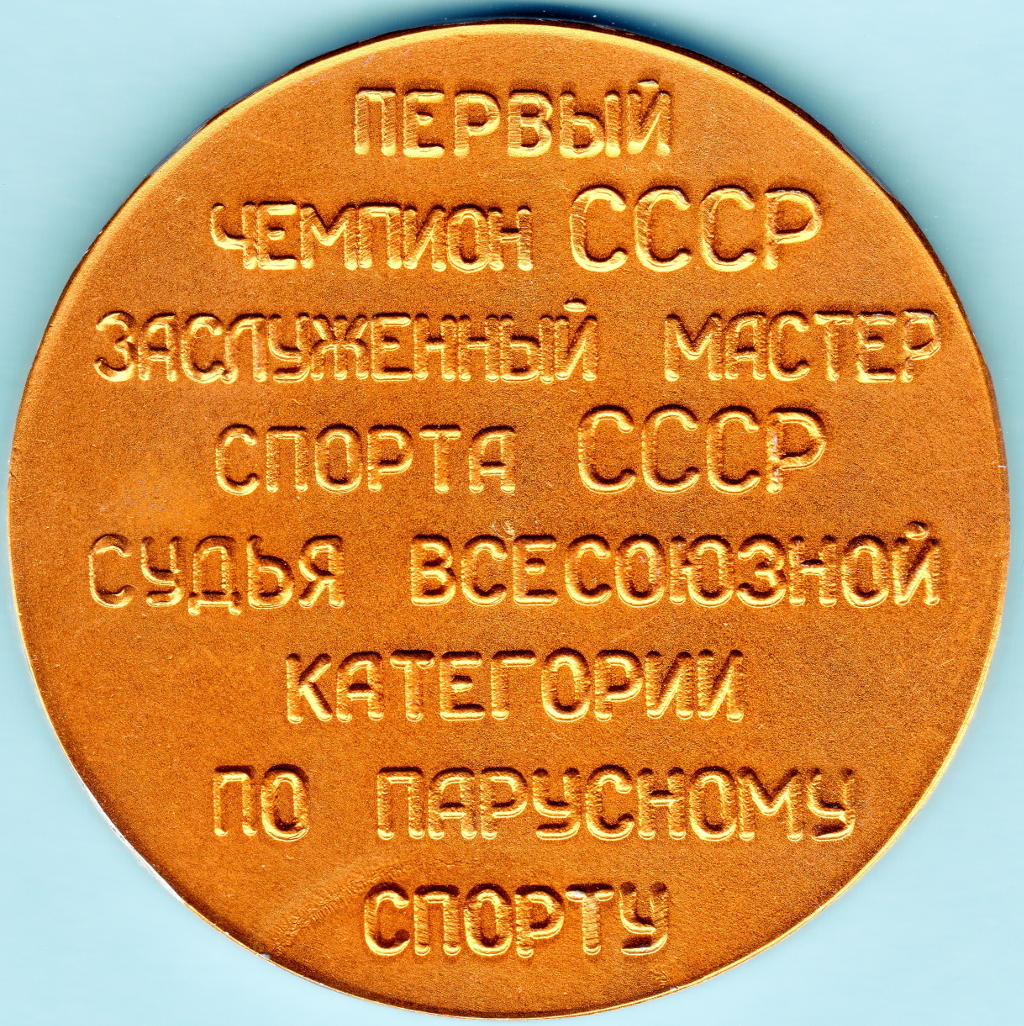 ПЕРВЫЙ
ЧЕМПИОН СССР
ЗАСЛУЖЕННЫЙ МАСТЕР
СПОРТА СССР
СУДЬЯ ВСЕСОЮЗНОЙ
КАТЕГОРИИ
ПО ПАРУСНОМУ
СПОРТУ